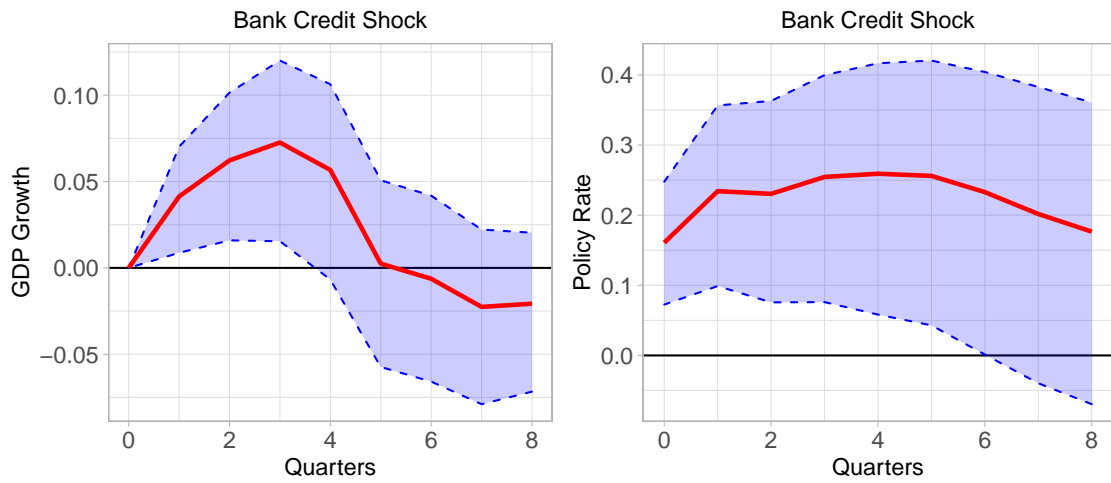 Bank Credit Shock
GDP Growth
0.10
0.05
0.00
−0.05
0 2 4 6 8
Quarters
Bank Credit Shock
Policy Rate
0.4
0.3
0.2
0.1
0.0
0 2 4 6 8
Quarters